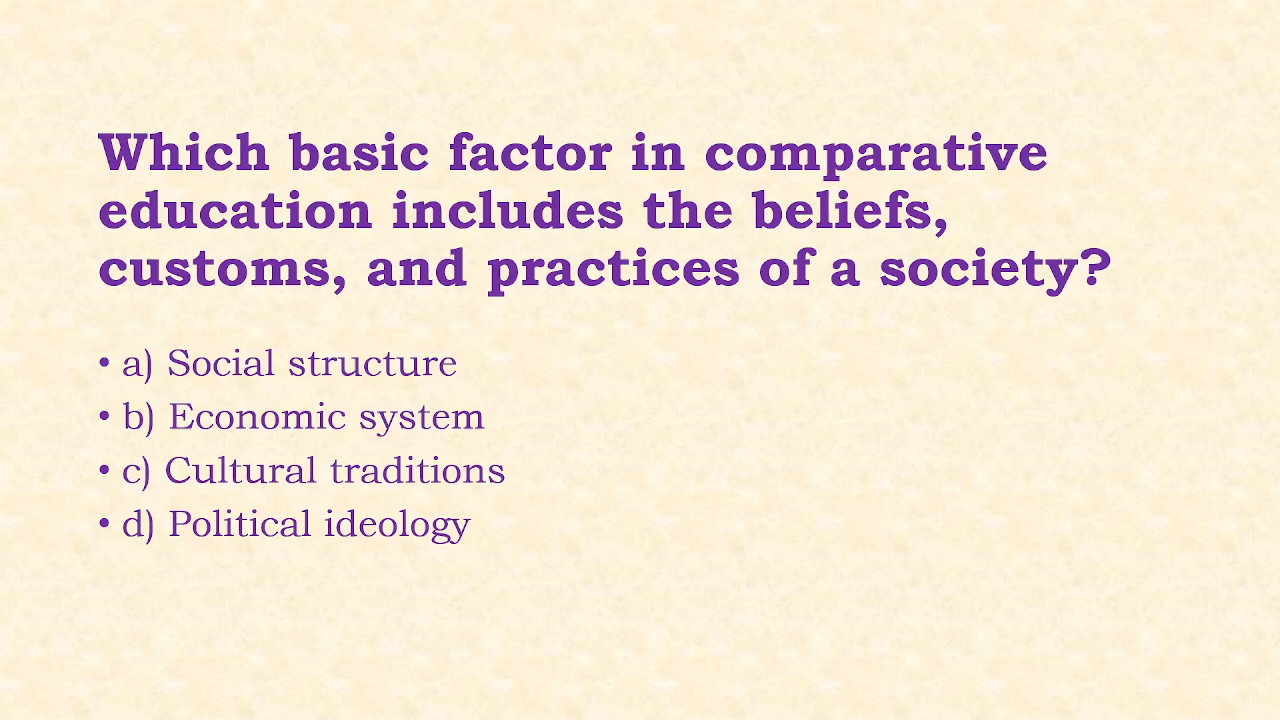 Which basic factor in comparative
education includes the beliefs,
customs, and practices of a society?
• a) Social structure
• b) Economic system
• c) Cultural traditions
• d) Political ideology